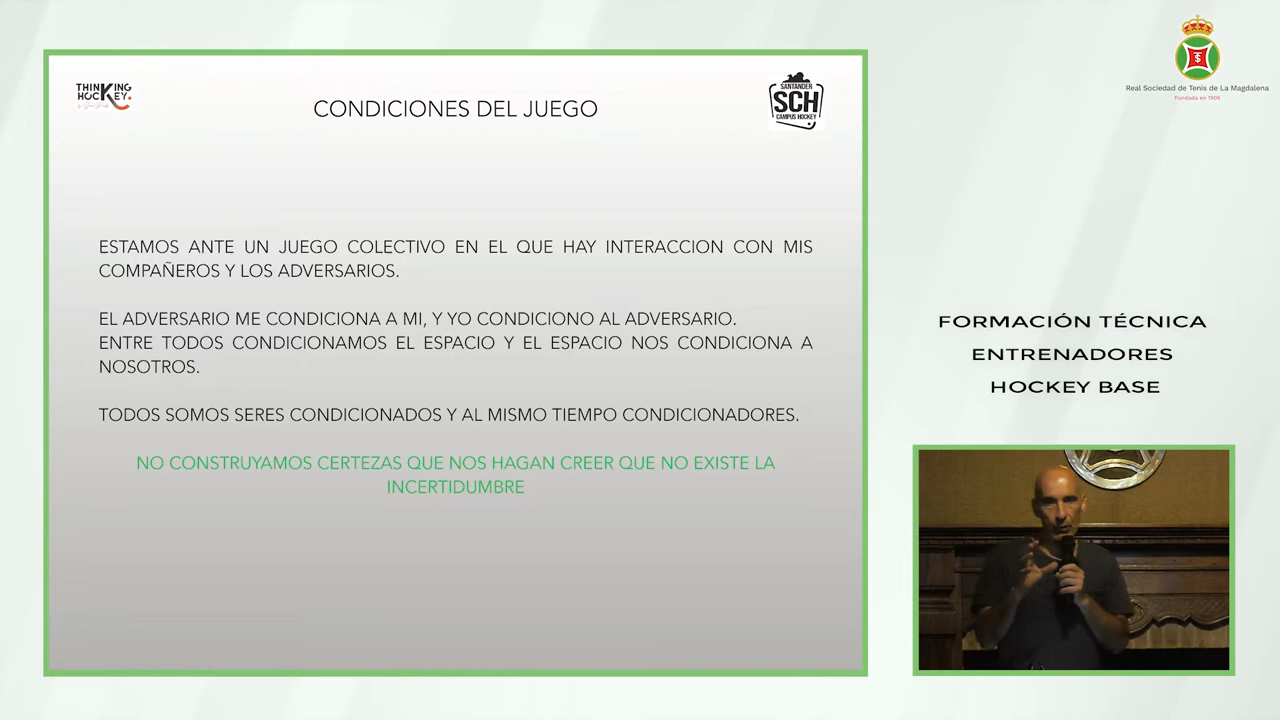 THINKING
HOCKEY.
CONDICIONES DEL JUEGO
SANTANDER
SCH
CAMPUS HOCKEY
Real Sociedad de Tenis de La Magdalena
Fundada en 1906
ESTAMOS ANTE UN JUEGO COLECTIVO EN EL QUE HAY INTERACCION CON MIS
COMPAÑEROS Y LOS ADVERSARIOS.
EL ADVERSARIO ME CONDICIONA A MI, Y YO CONDICIONO AL ADVERSARIO.
ENTRE TODOS CONDICIONAMOS EL ESPACIO Y EL ESPACIO NOS CONDICIONA A
NOSOTROS.
TODOS SOMOS SERES CONDICIONADOS Y AL MISMO TIEMPO CONDICIONADORES.
NO CONSTRUYAMOS CERTEZAS QUE NOS HAGAN CREER QUE NO EXISTE LA
INCERTIDUMBRE
FORMACIÓN TÉCNICA
ENTRENADORES
HOCKEY BASE